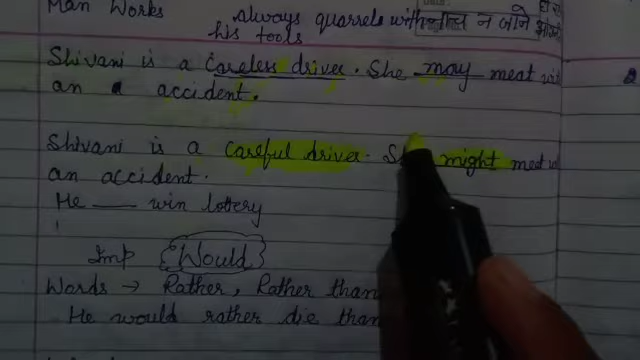 Man Works
Always quarrels with नाच न जाने
his tools
Shivani is a careless driver. She may meet wi
an a accident.
Shivani is a careful driver. S might meet w
an accident.
He ___ win lottery
Imp Would
Words → Rather, Rather than
He would rather die than